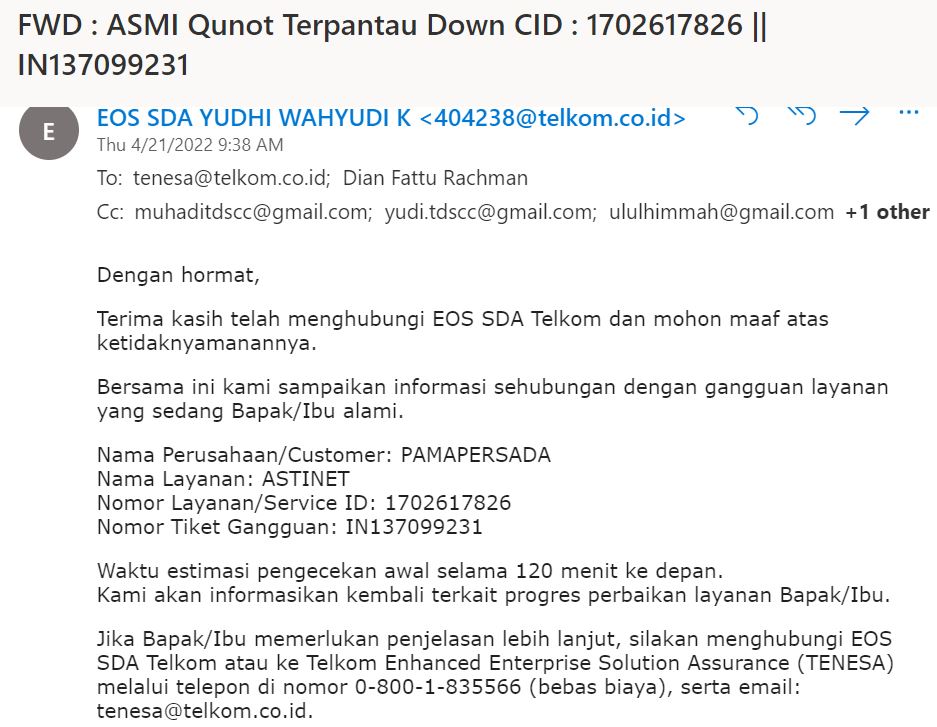 FWD : ASMI Qunot Terpantau Down CID : 1702617826 ||
IN137099231
E
EOS SDA YUDHI WAHYUDI K <404238@telkom.co.id>
Thu 4/21/2022 9:38 AM
To: tenesa@telkom.co.id; Dian Fattu Rachman
Cc: muhaditdscc@gmail.com; yudi.tdscc@gmail.com; ululhimmah@gmail.com +1 other
Dengan hormat,
Terima kasih telah menghubungi EOS SDA Telkom dan mohon maaf atas
ketidaknyamanannya.
Bersama ini kami sampaikan informasi sehubungan dengan gangguan layanan
yang sedang Bapak/Ibu alami.
Nama Perusahaan/Customer: PAMAPERSADA
Nama Layanan: ASTINET
Nomor Layanan/Service ID: 1702617826
Nomor Tiket Gangguan: IN137099231
Waktu estimasi pengecekan awal selama 120 menit ke depan.
Kami akan informasikan kembali terkait progres perbaikan layanan Bapak/Ibu.
Jika Bapak/Ibu memerlukan penjelasan lebih lanjut, silakan menghubungi EOS
SDA Telkom atau ke Telkom Enhanced Enterprise Solution Assurance (TENESA)
melalui telepon di nomor 0-800-1-835566 (bebas biaya), serta email:
tenesa@telkom.co.id.